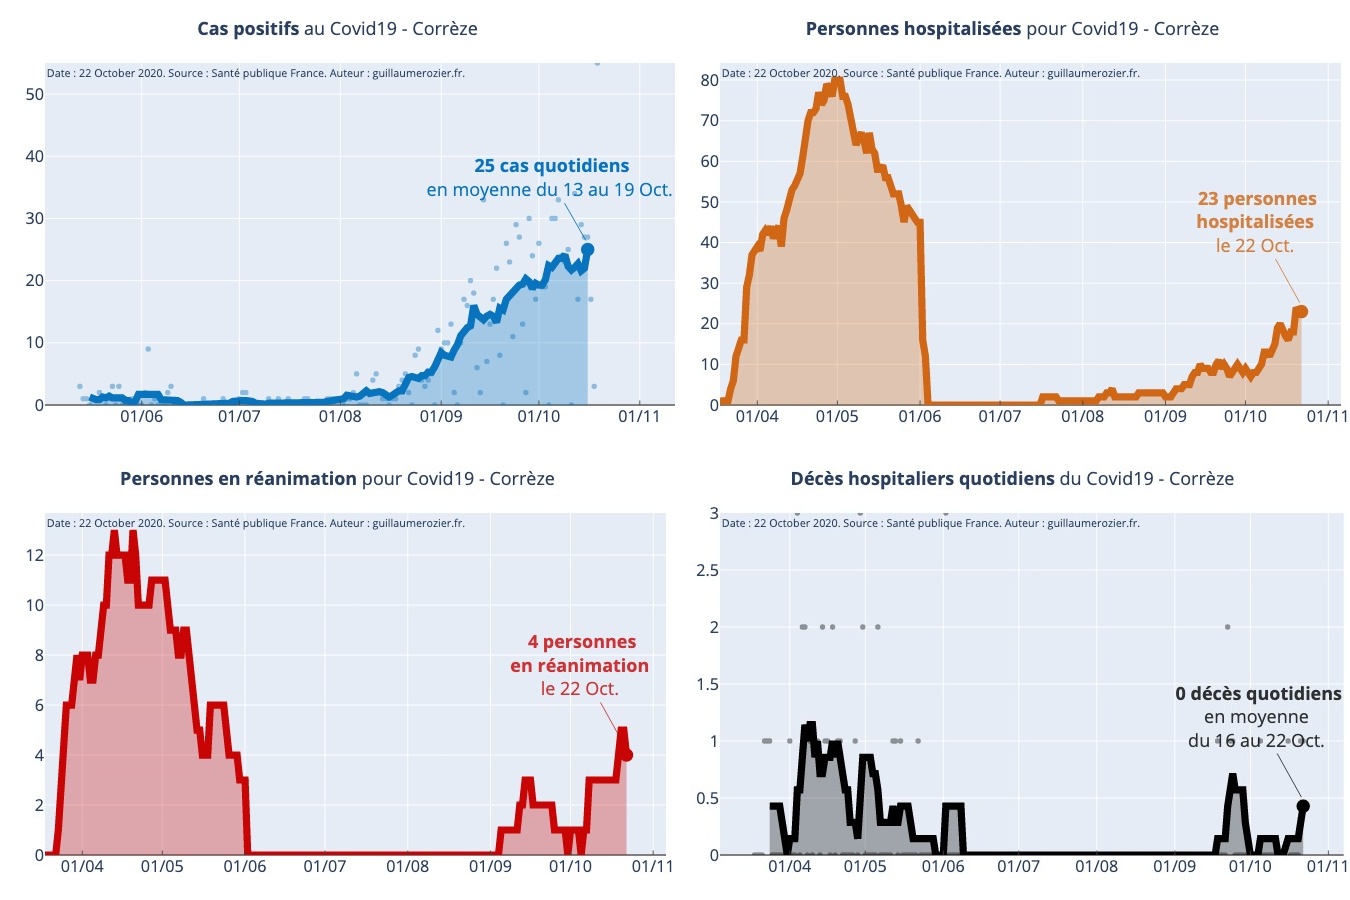 Cas positifs au Covid19 - Corrèze
Date : 22 October 2020. Source : Santé publique France. Auteur : guillaumerozier.fr.
50
40
30
20
10
0
25 cas quotidiens
en moyenne du 13 au 19 Oct.
01/06 01/07 01/08 01/09 01/10 01/11
Personnes hospitalisées pour Covid19 - Corrèze
Date : 22 October 2020. Source : Santé publique France. Auteur : guillaumerozier.fr.
80
70
60
50
40
30
20
10
0
23 personnes
hospitalisées
le 22 Oct.
01/04 01/05 01/06 01/07 01/08 01/09 01/10 01/11
Personnes en réanimation pour Covid19 - Corrèze
Date : 22 October 2020. Source : Santé publique France. Auteur : guillaumerozier.fr.
12
10
8
6
4
2
0
4 personnes
en réanimation
le 22 Oct.
01/04 01/05 01/06 01/07 01/08 01/09 01/10 01/11
Décès hospitaliers quotidiens du Covid19 - Corrèze
Date : 22 October 2020. Source : Santé publique France. Auteur : guillaumerozier.fr.
3
2.5
2
1.5
1
0.5
0
0 décès quotidiens
en moyenne
du 16 au 22 Oct.
01/04 01/05 01/06 01/07 01/08 01/09 01/10 01/11